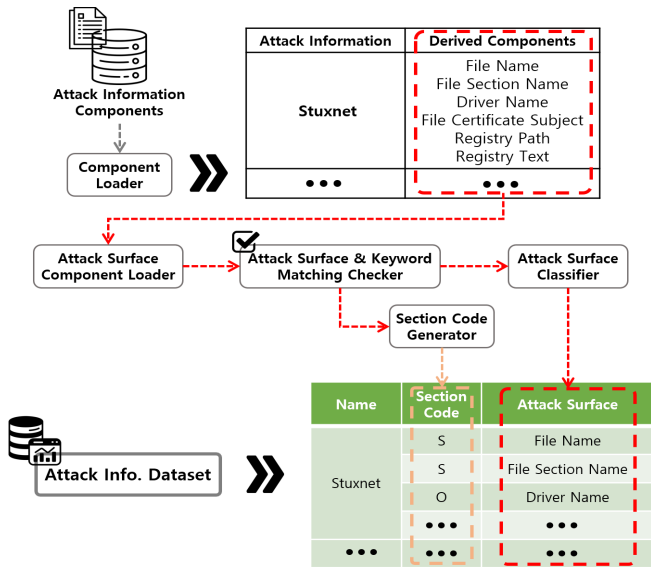 Attack Information
Components
Component
Loader
Attack Information
Derived Components
Stuxnet
File Name
File Section Name
Driver Name
File Certificate Subject
Registry Path
Registry Text
Attack Surface
Component Loader
Attack Surface & Keyword
Matching Checker
Attack Surface
Classifier
Section Code
Generator
Attack Info. Dataset
Name
Section
Code
Attack Surface
Stuxnet
S
File Name
S
File Section Name
O
Driver Name